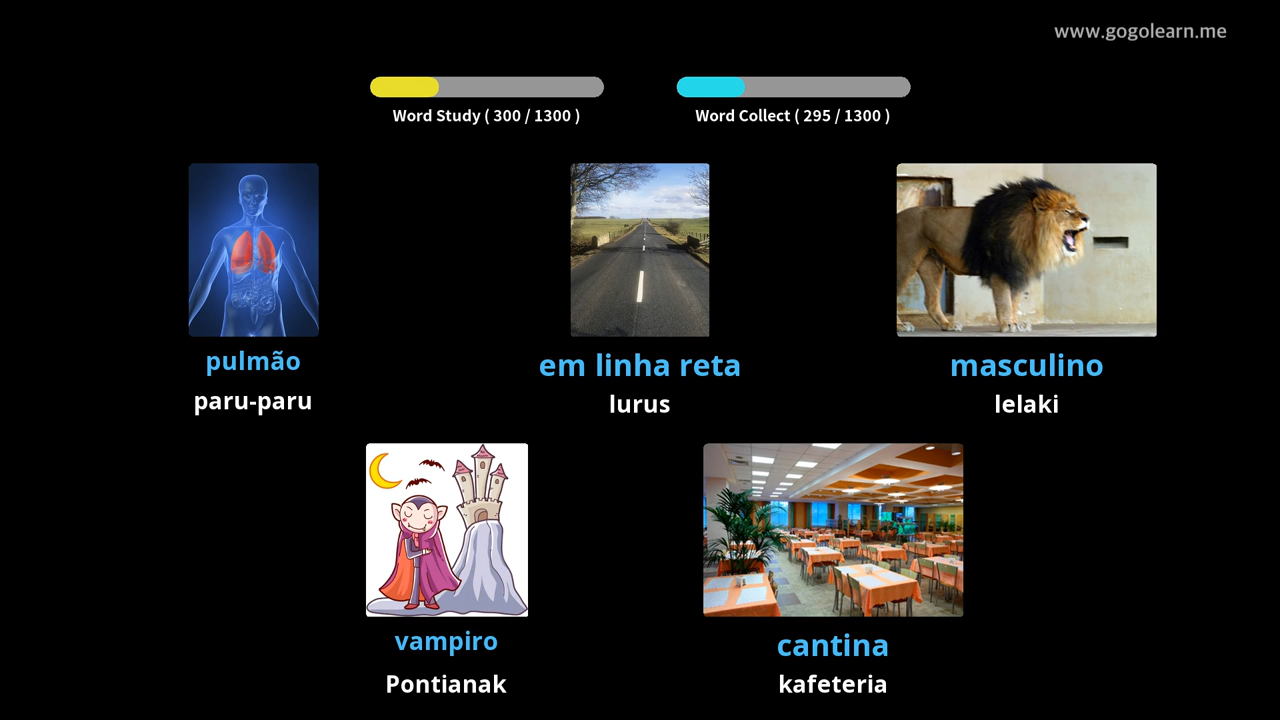 www.gogolearn.me
Word Study ( 300 / 1300 )
Word Collect ( 295 / 1300 )
pulmão
paru-paru
em linha reta
lurus
masculino
lelaki
vampiro
Pontianak
cantina
kafeteria